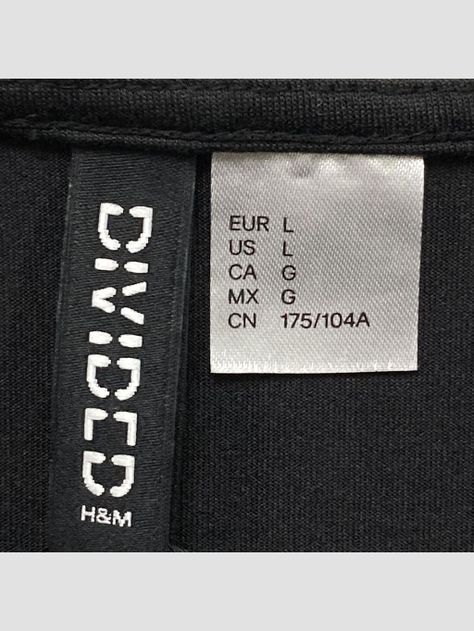 DIVIDED
H&M
EUR L
US L
CA G
MX G
CN 175/104A